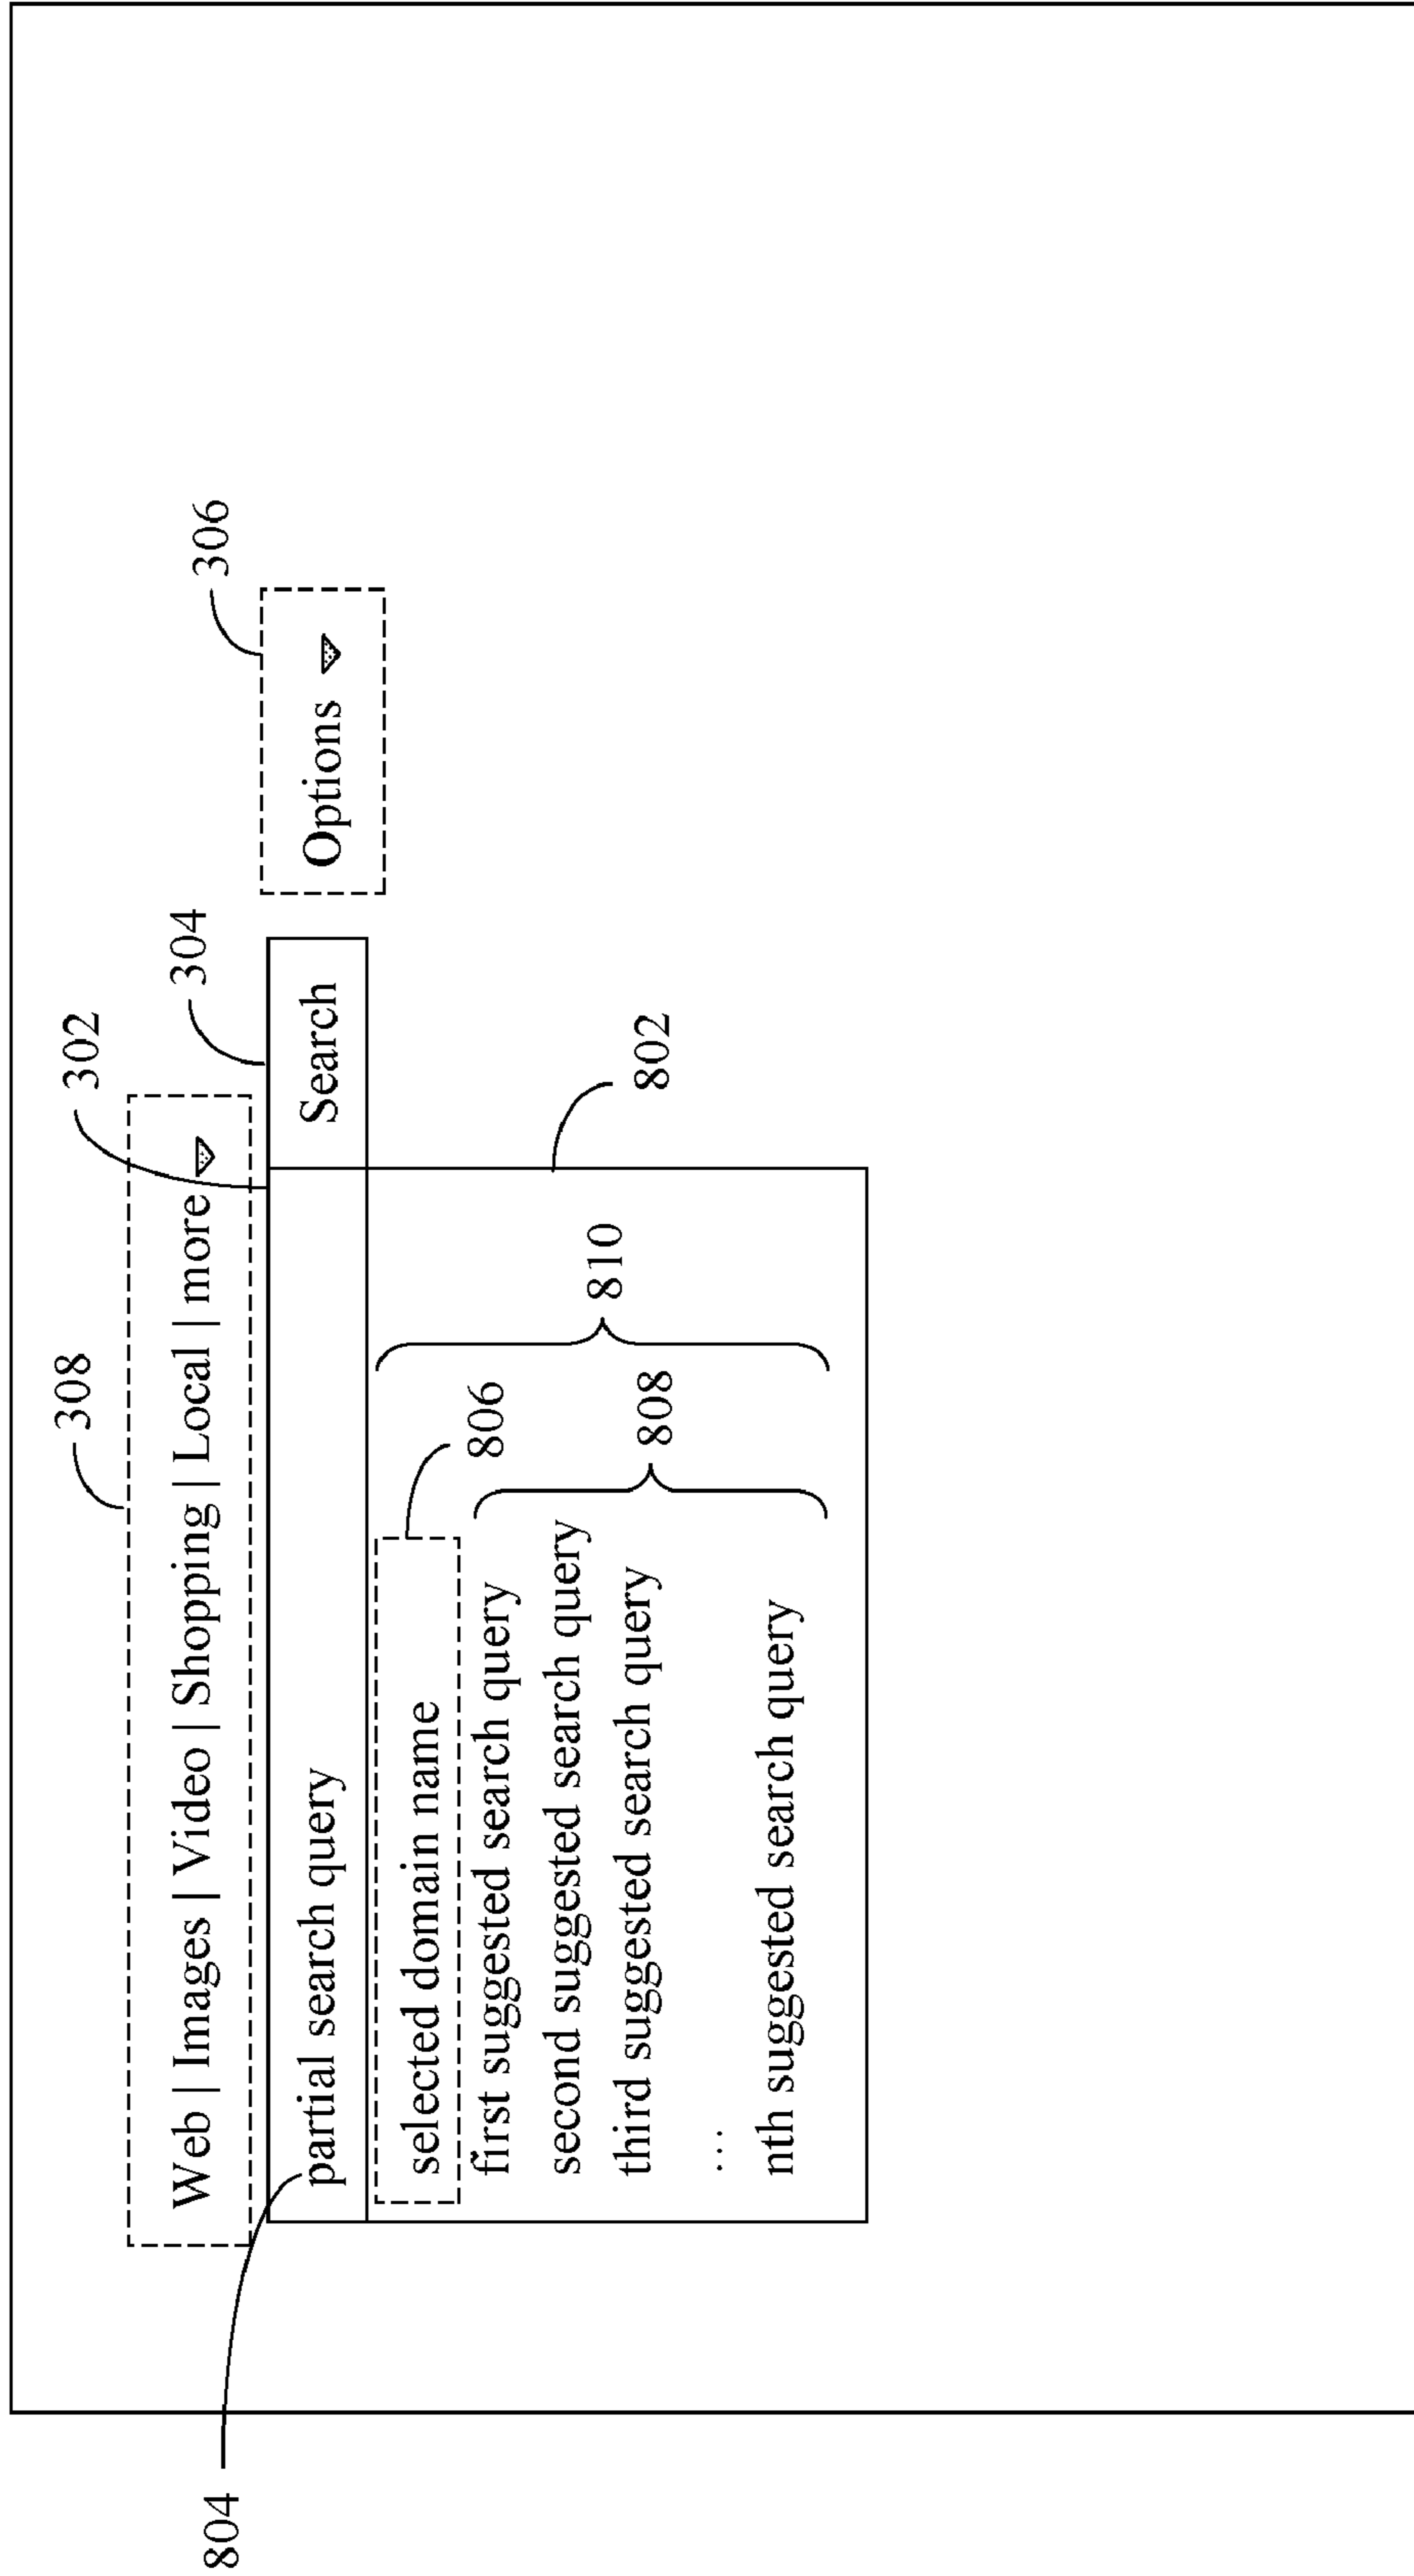 308
302
Web | Images | Video | Shopping | Local | more
304
306
804
partial search query
Search
Options
selected domain name
806
first suggested search query
second suggested search query
810
third suggested search query
808
802
...
nth suggested search query